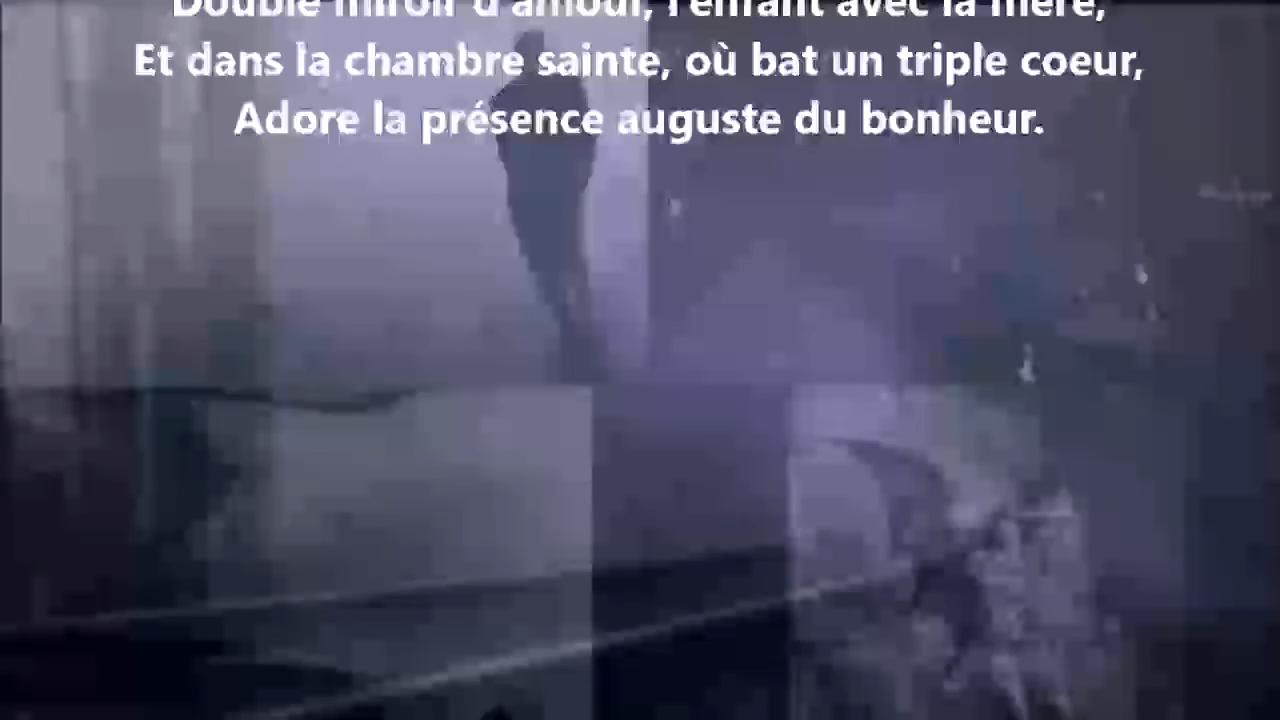 Double miroir d'amour, l'enfant avec la mère,
Et dans la chambre sainte, où bat un triple coeur,
Adore la présence auguste du bonheur.